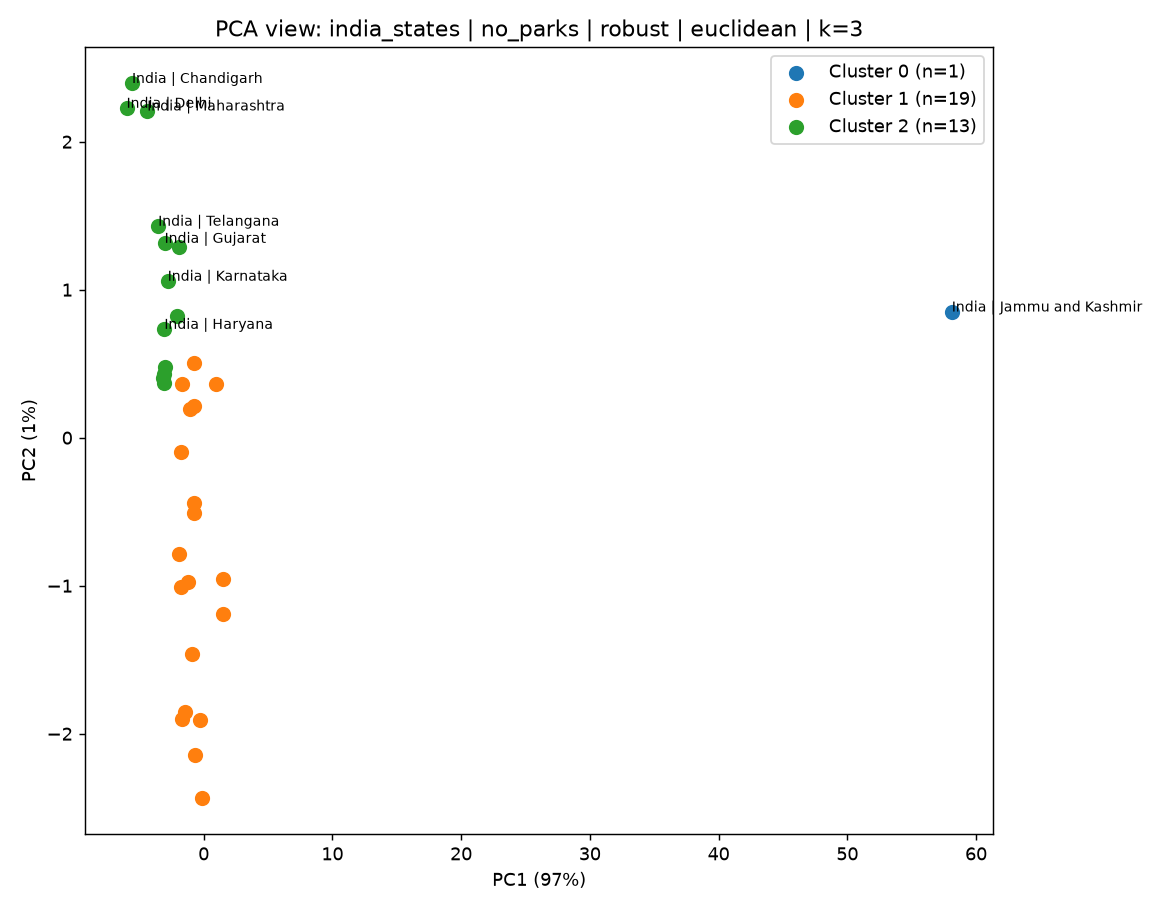 PCA view: india_states | no_parks | robust | euclidean | k=3
Cluster 0 (n=1)
Cluster 1 (n=19)
Cluster 2 (n=13)
India | Chandigarh
India | Delhi
India | Maharashtra
India | Telangana
India | Gujarat
India | Karnataka
India | Haryana
India | Jammu and Kashmir
PC2 (1%)
2
1
0
−1
−2
0 10 20 30 40 50 60
PC1 (97%)